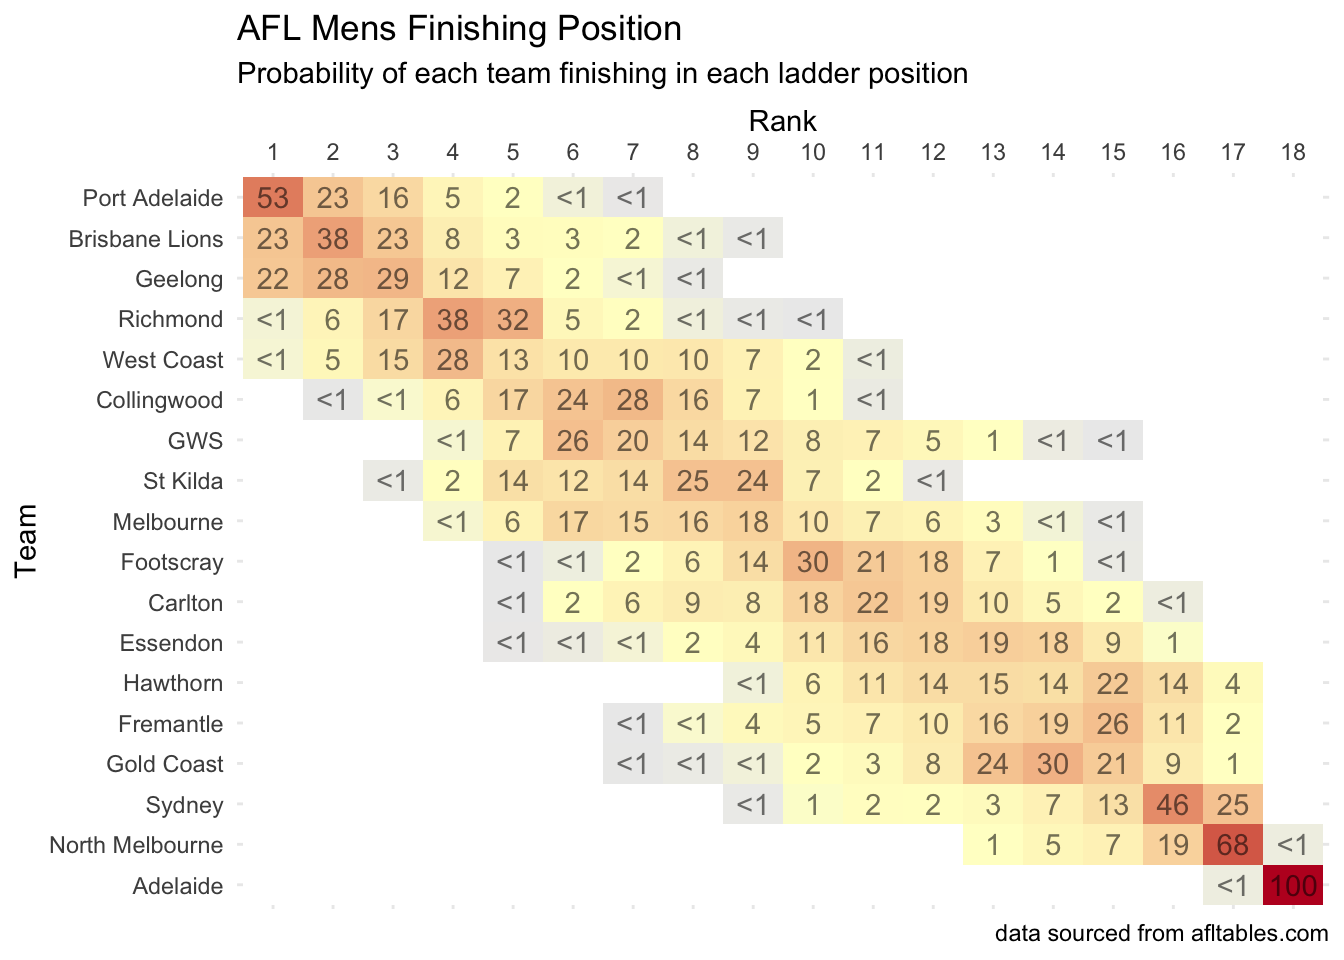 AFL Mens Finishing Position
Probability of each team finishing in each ladder position
Rank
1 2 3 4 5 6 7 8 9 10 11 12 13 14 15 16 17 18
Team
Port Adelaide 53 23 16 5 2 <1 <1
Brisbane Lions 23 38 23 8 3 3 2 <1 <1
Geelong 22 28 29 12 7 2 <1 <1
Richmond <1 6 17 38 32 5 2 <1 <1 <1
West Coast <1 5 15 28 13 10 10 10 7 2 <1
Collingwood <1 <1 6 17 24 28 16 7 1 <1
GWS <1 7 26 20 14 12 8 7 5 1 <1 <1
St Kilda <1 2 14 12 14 25 24 7 2 <1
Melbourne <1 6 17 15 16 18 10 7 6 3 <1 <1
Footscray <1 <1 2 6 14 30 21 18 7 1 <1
Carlton <1 2 6 9 8 18 22 19 10 5 2 <1
Essendon <1 <1 <1 2 4 11 16 18 19 18 9 1
Hawthorn <1 6 11 14 15 14 22 14 4
Fremantle <1 <1 4 5 7 10 16 19 26 11 2
Gold Coast <1 <1 <1 2 3 8 24 30 21 9 1
Sydney <1 1 2 2 3 7 13 46 25
North Melbourne 1 5 7 19 68 <1
Adelaide <1 100
data sourced from afltables.com